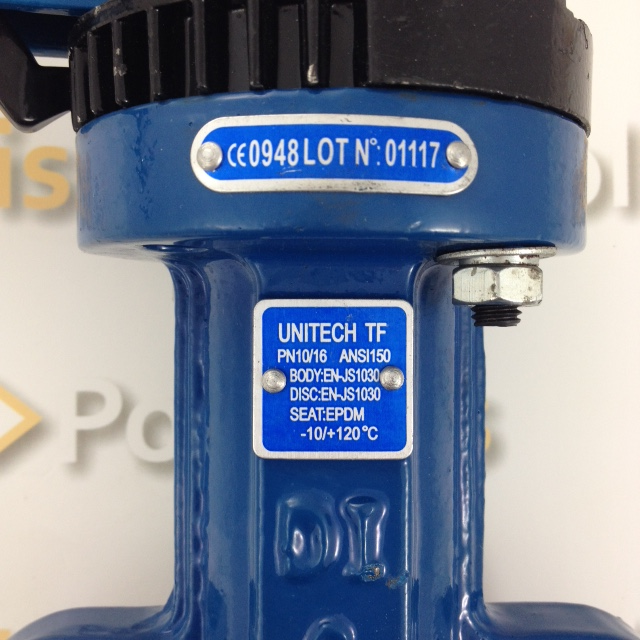 CE0948 LOT Nº: 01117
UNITECH TF
PN10/16 ANSI150
BODY:EN-JS1030
DISC:EN-JS1030
SEAT:EPDM
-10/+120°C
DI